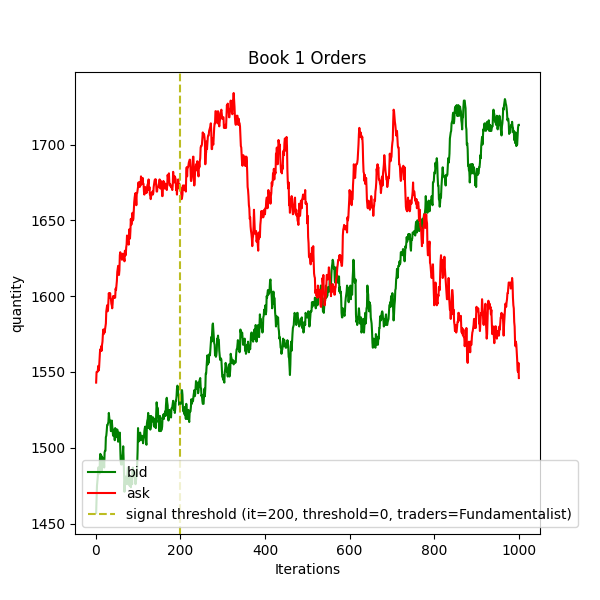 Book 1 Orders
quantity
1700
1650
1600
1550
1500
1450
bid
ask
signal threshold (it=200, threshold=0, traders=Fundamentalist)
0 200 400 600 800 1000
Iterations